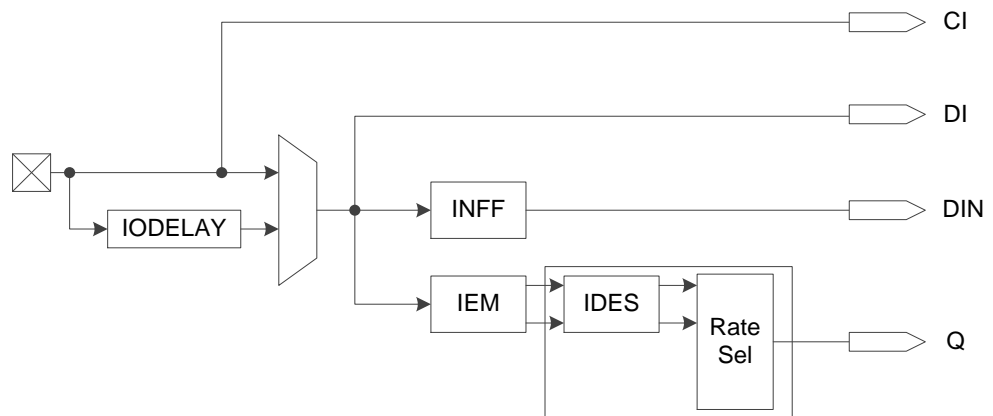 CI
DI
IODELAY
INFF
DIN
IEM
IDES
Rate
Sel
Q